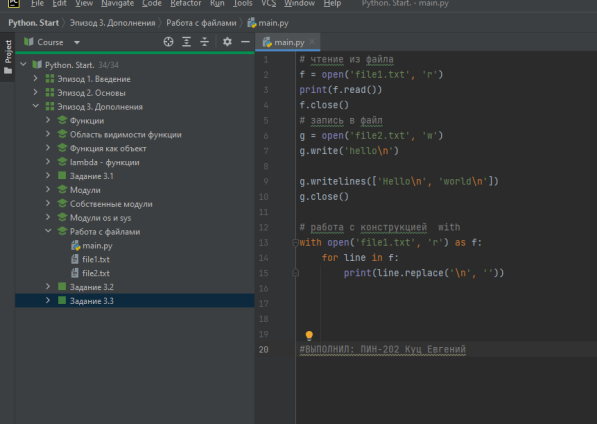 PC File Edit View Navigate Code Refactor Run Tools VCS Window Help Python. Start. - main.py
Python. Start › Эпизод 3. Дополнения › Работа с файлами › main.py
Project
Course
main.py
Python. Start. 34/34
Эпизод 1. Введение
Эпизод 2. Основы
Эпизод 3. Дополнения
Функции
Область видимости функции
Функция как объект
lambda - функции
Задание 3.1
Модули
Собственные модули
Модули os и sys
Работа с файлами
main.py
file1.txt
file2.txt
Задание 3.2
Задание 3.3
1 # чтение из файла
2 f = open('file1.txt', 'r')
3 print(f.read())
4 f.close()
5 # запись в файл
6 g = open('file2.txt', 'w')
7 g.write('hello\n')
8
9 g.writelines(['Hello\n', 'world\n'])
10 g.close()
11
12 # работа с конструкцией with
13 with open('file1.txt', 'r') as f:
14 for line in f:
15 print(line.replace('\n', ''))
16
17
18
19
20 #ВЫПОЛНИЛ: ПИН-202 Куц Евгений